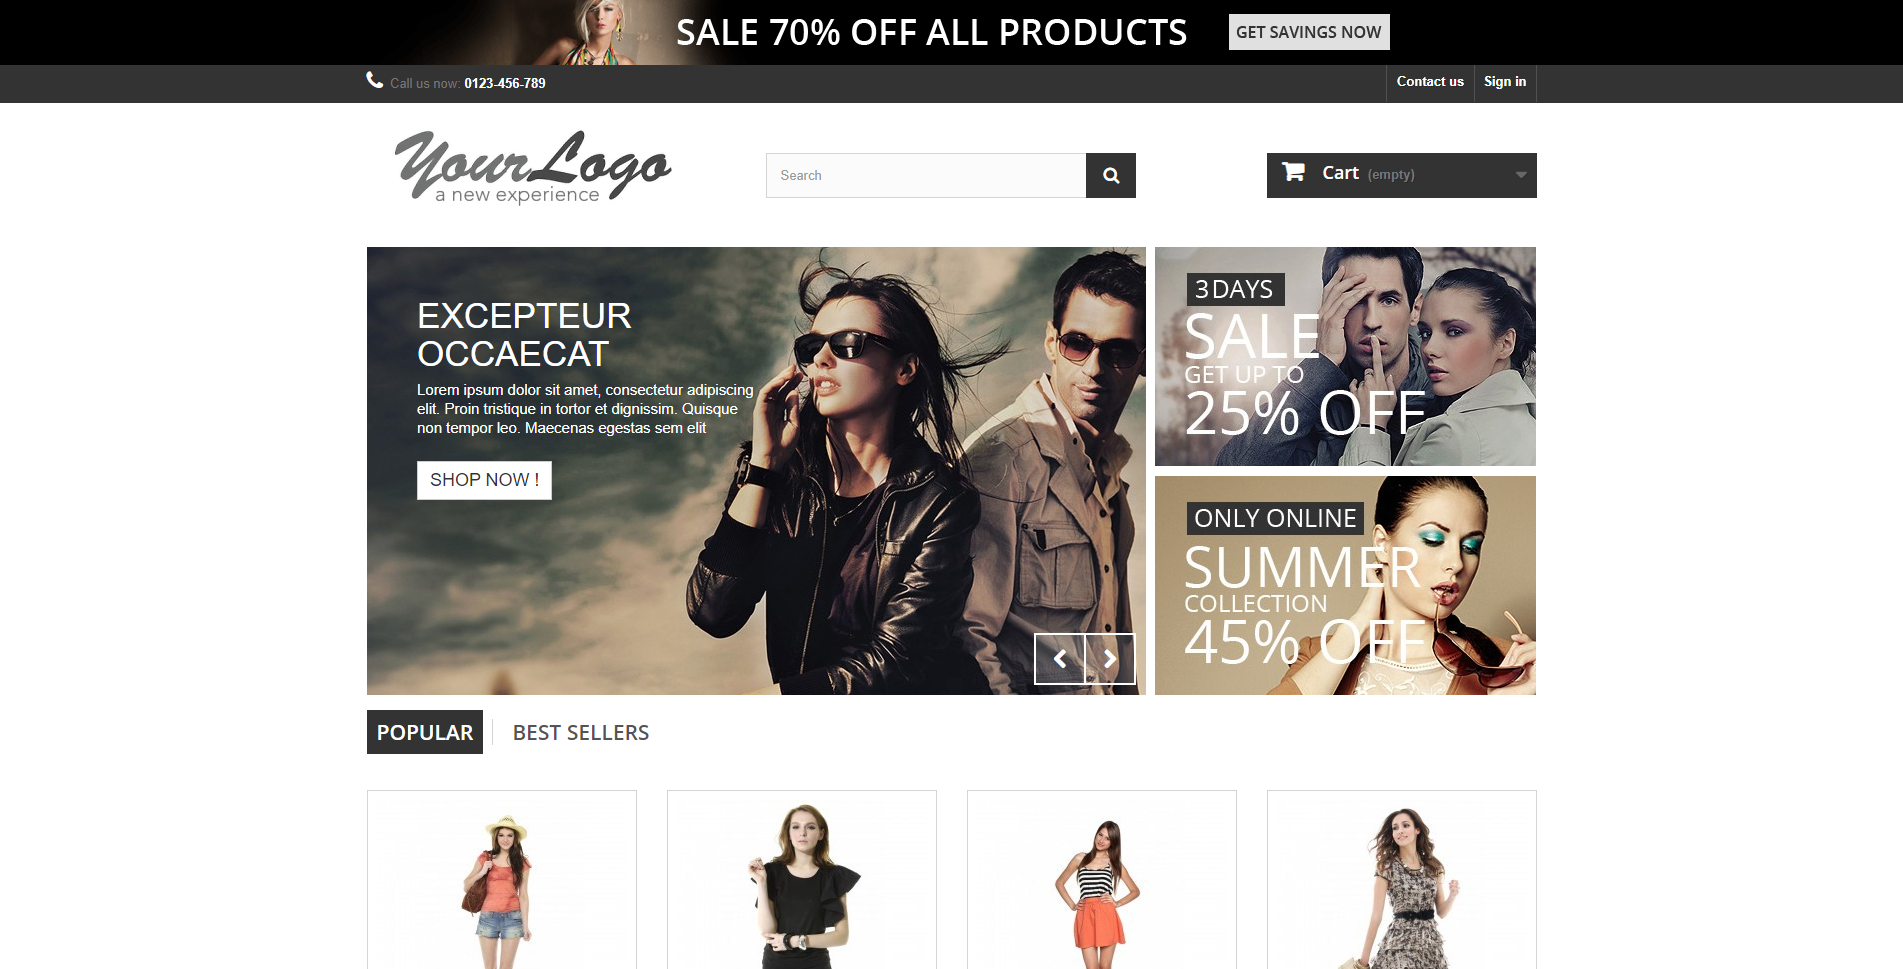 SALE 70% OFF ALL PRODUCTS
GET SAVINGS NOW
Call us now: 0123-456-789
Contact us
Sign in
YourLogo
a new experience
Search
Cart (empty)
EXCEPTEUR
OCCAECAT
Lorem ipsum dolor sit amet, consectetur adipiscing
elit. Proin tristique in tortor et dignissim. Quisque
non tempor leo. Maecenas egestas sem elit
SHOP NOW !
3 DAYS
SALE
GET UP TO
25% OFF
ONLY ONLINE
SUMMER
COLLECTION
45% OFF
POPULAR
BEST SELLERS